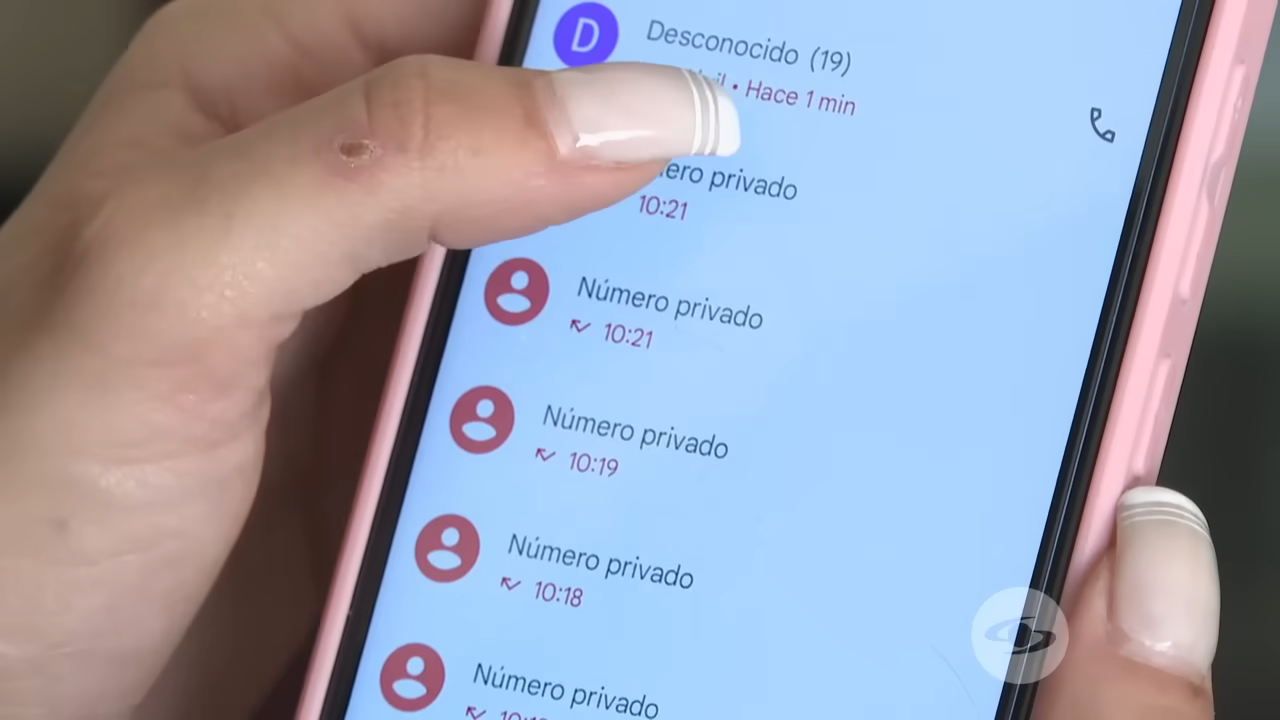 D
Desconocido (19)
• Hace 1 min
privado
10:21
Número privado
10:21
Número privado
10:19
Número privado
10:18
Número privado